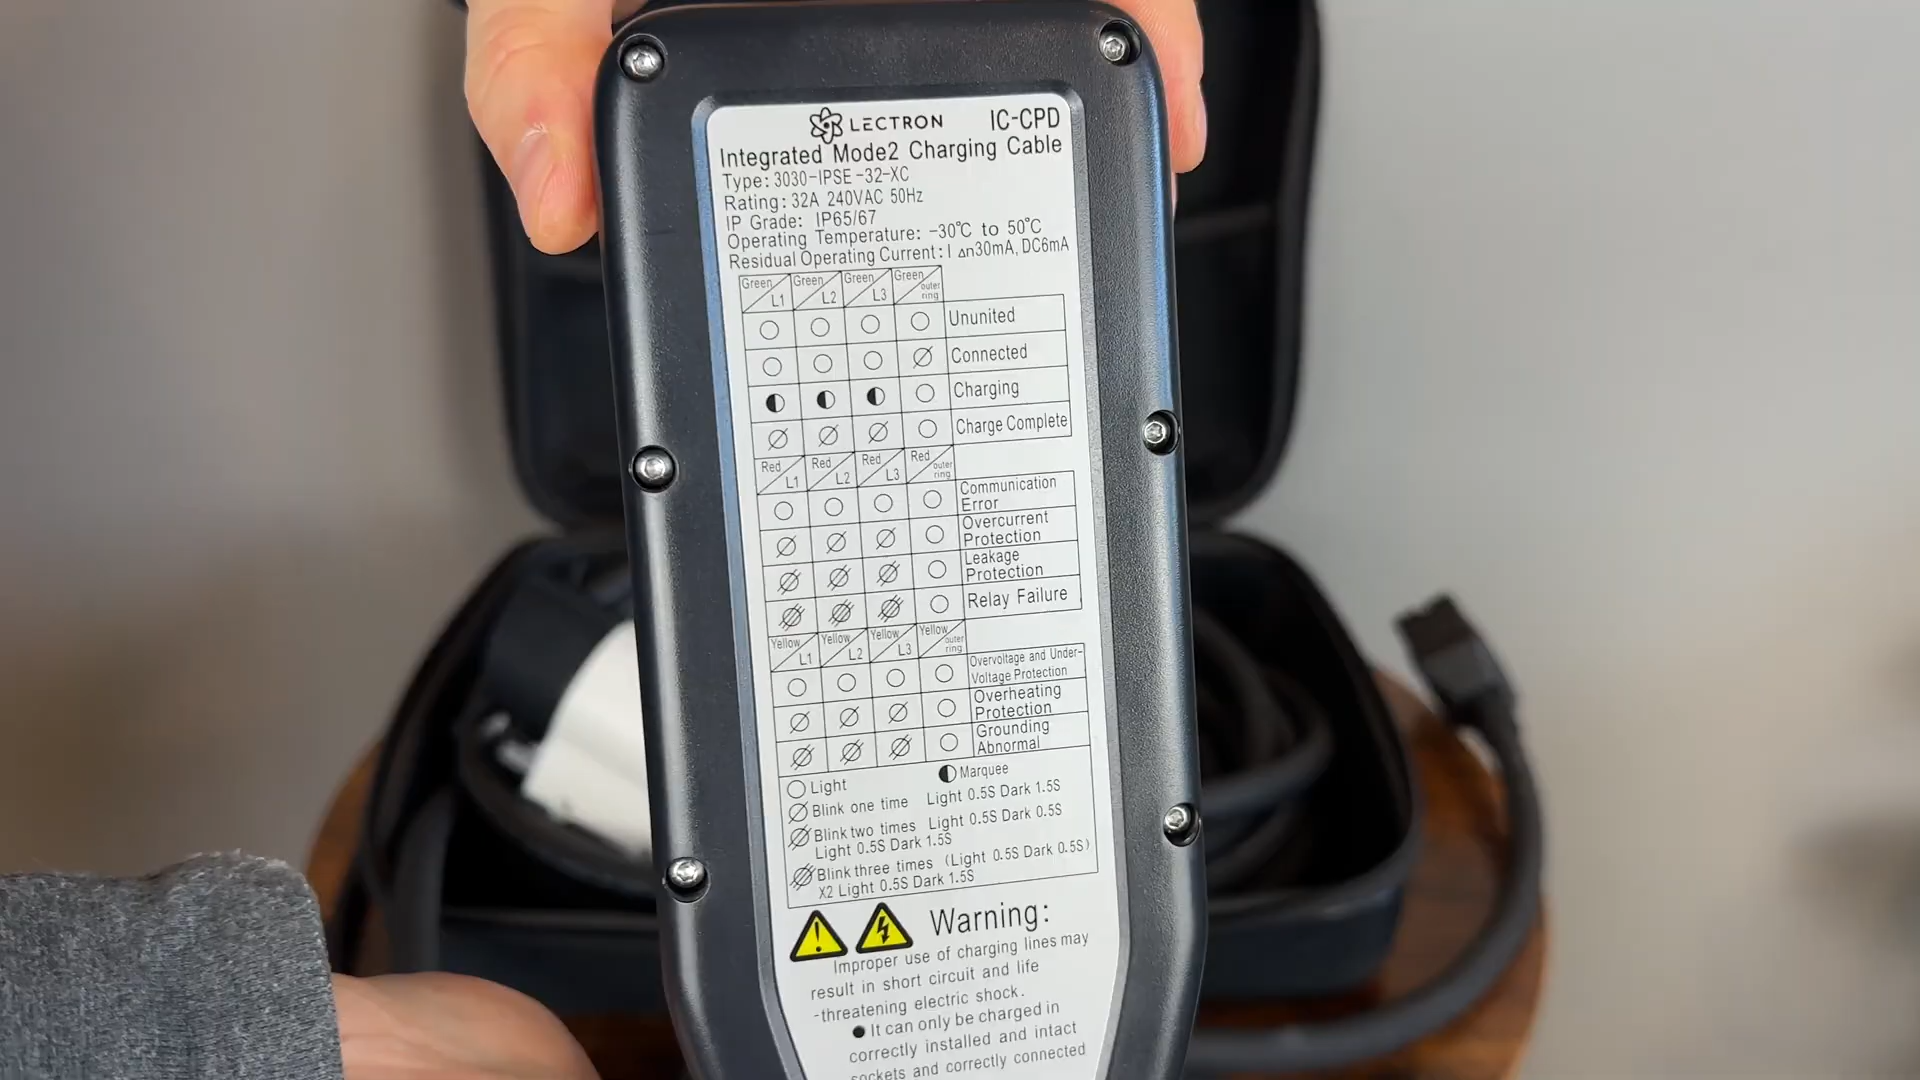 LECTRON IC-CPD
Integrated Mode2 Charging Cable
Type: 3030-IPSE-32-XC
Rating: 32A 240VAC 50Hz
IP Grade: IP65/67
Operating Temperature: -30℃ to 50℃
Residual Operating Current: I △n30mA, DC6mA
Green L1 Green L2 Green L3 Green outer ring
Ununited
Connected
Charging
Charge Complete
Red L1 Red L2 Red L3 Red outer ring
Communication
Error
Overcurrent
Protection
Leakage
Protection
Relay Failure
Yellow L1 Yellow L2 Yellow L3 Yellow outer ring
Overvoltage and Under-
Voltage Protection
Overheating
Protection
Grounding
Abnormal
Light Marquee
Blink one time Light 0.5S Dark 1.5S
Blink two times Light 0.5S Dark 0.5S
Light 0.5S Dark 1.5S
Blink three times (Light 0.5S Dark 0.5S)
X2 Light 0.5S Dark 1.5S
Warning:
Improper use of charging lines may
result in short circuit and life
-threatening electric shock.
● It can only be charged in
correctly installed and intact
sockets and correctly connected